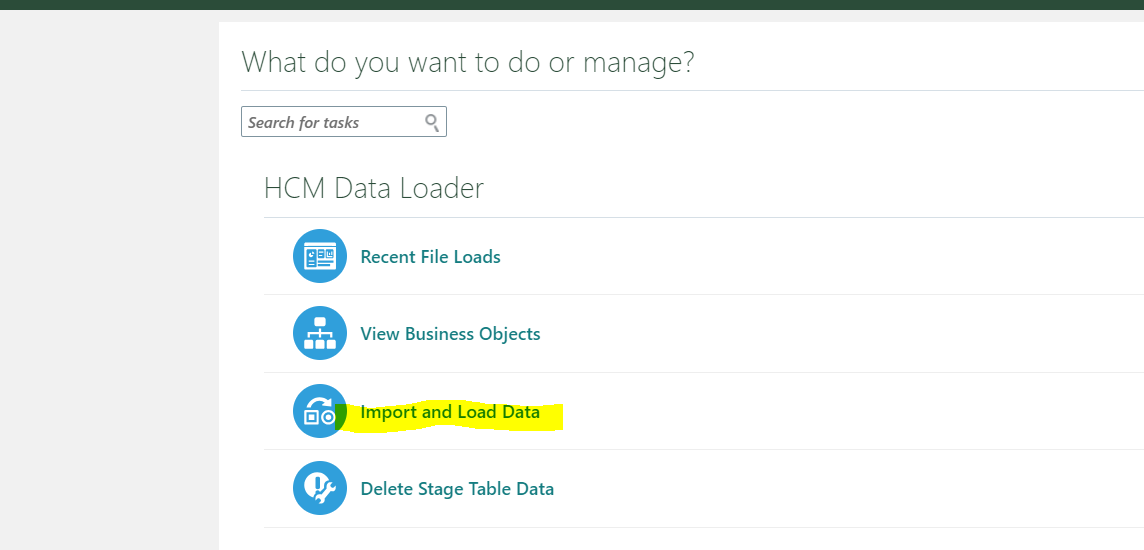 What do you want to do or manage?
Search for tasks
HCM Data Loader
Recent File Loads
View Business Objects
Import and Load Data
Delete Stage Table Data